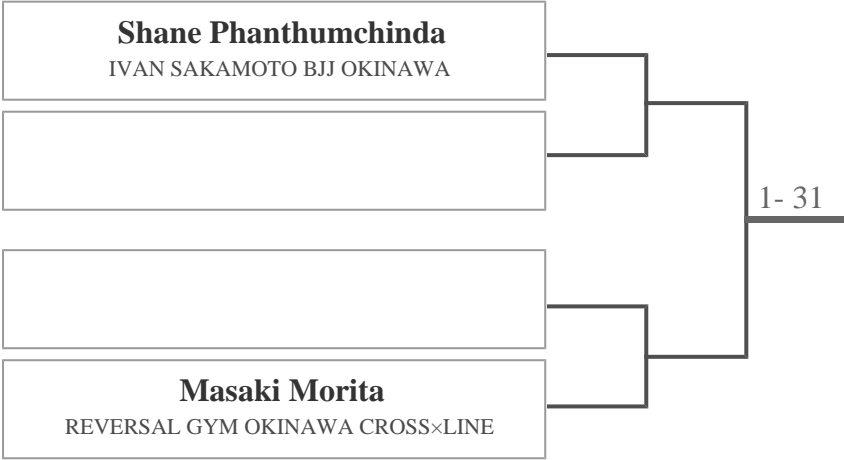 Shane Phanthumchinda
IVAN SAKAMOTO BJJ OKINAWA
1- 31
Masaki Morita
REVERSAL GYM OKINAWA CROSS×LINE